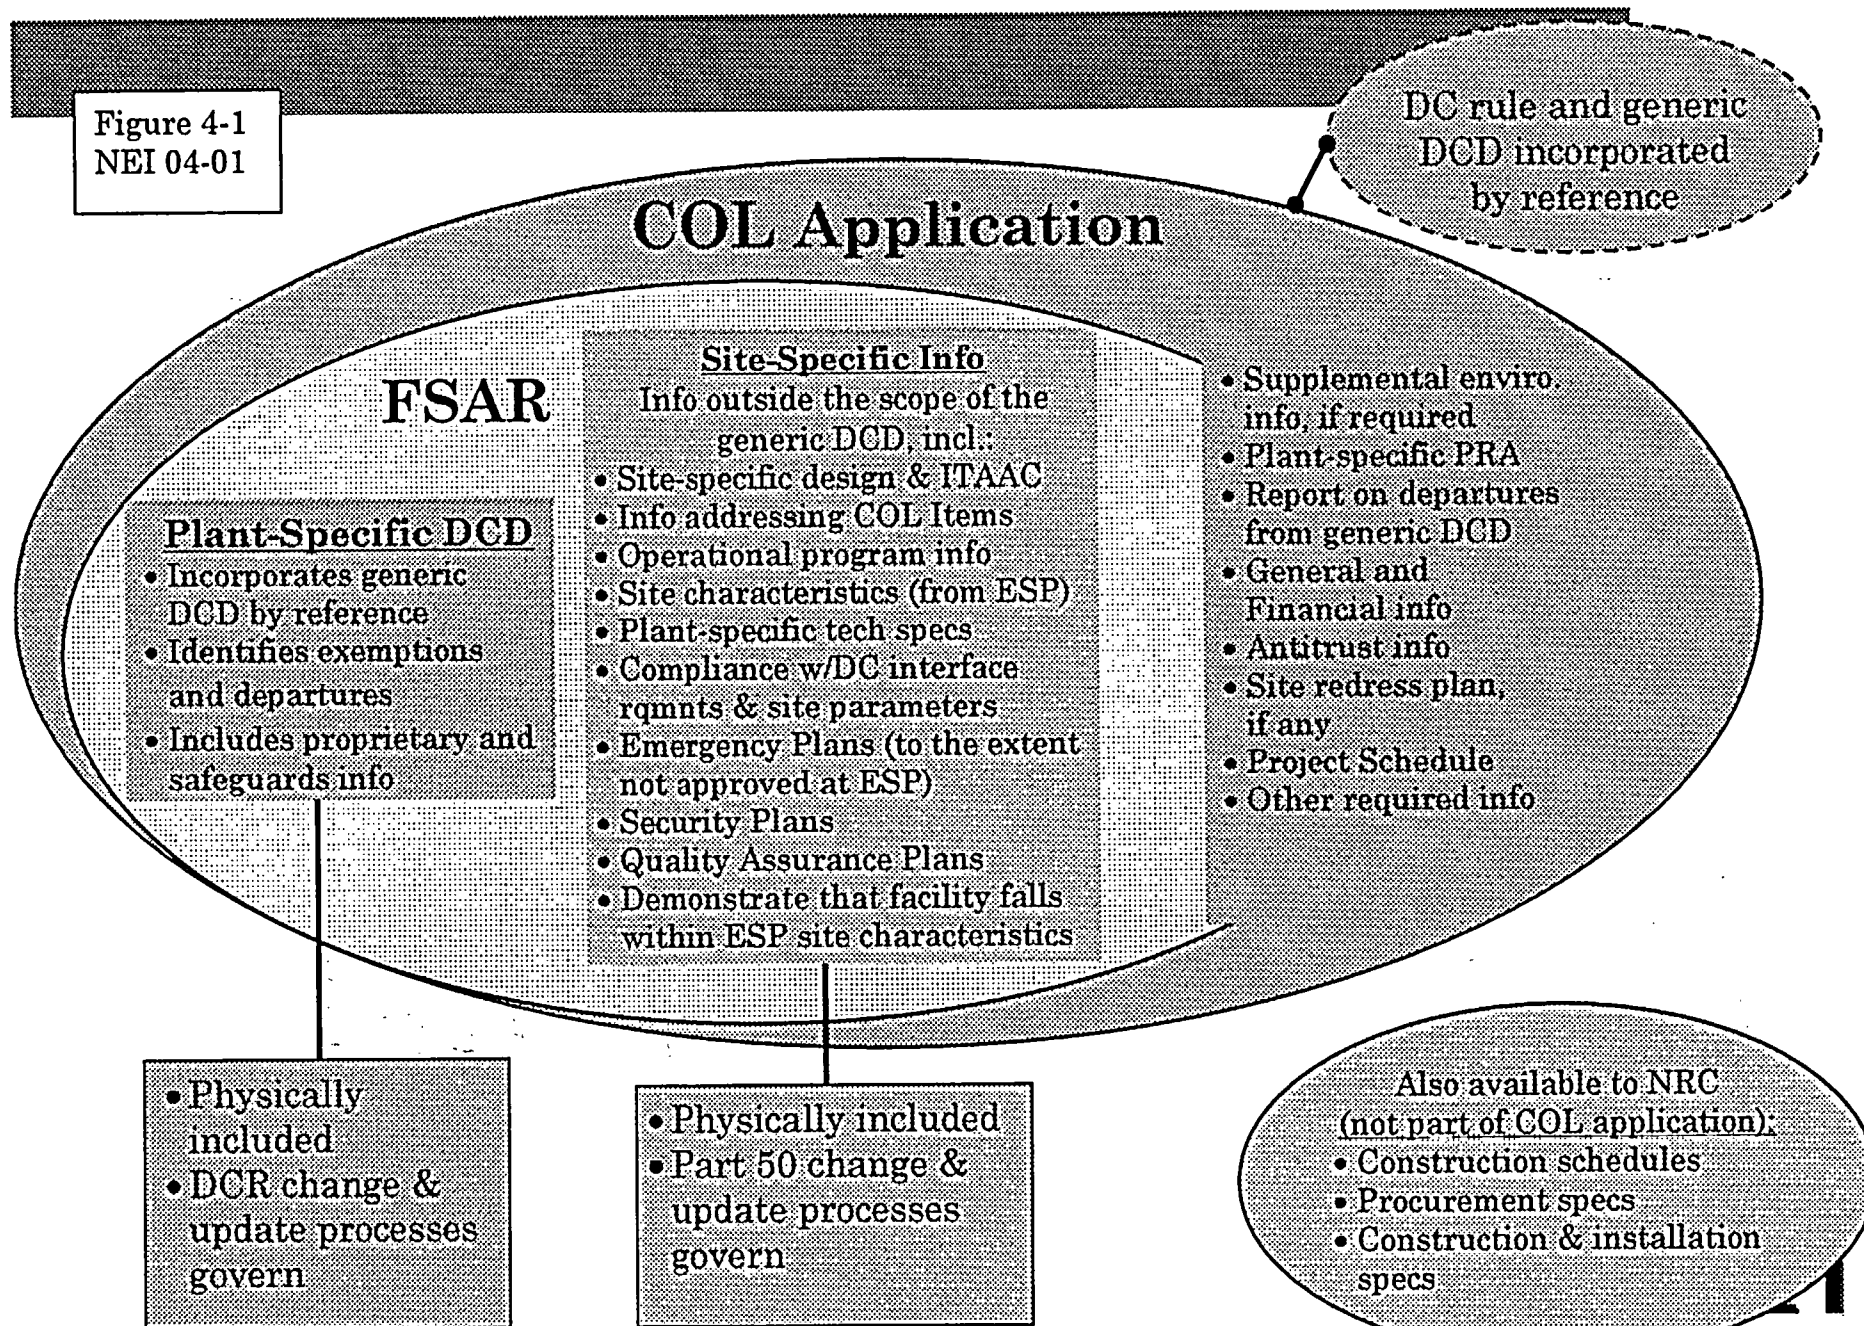 Figure 4-1
NEI 04-01
DC rule and generic
DCD incorporated
by reference
COL Application
FSAR
Plant-Specific DCD
• Incorporates generic
DCD by reference
• Identifies exemptions
and departures
• Includes proprietary and
safeguards info
Site-Specific Info
Info outside the scope of the
generic DCD, incl.:
• Site-specific design & ITAAC
• Info addressing COL Items
• Operational program info
• Site characteristics (from ESP)
• Plant-specific tech specs
• Compliance w/DC interface
rqmnts & site parameters
• Emergency Plans (to the extent
not approved at ESP)
• Security Plans
• Quality Assurance Plans
• Demonstrate that facility falls
within ESP site characteristics
• Supplemental enviro.
info, if required
• Plant-specific PRA
• Report on departures
from generic DCD
• General and
Financial info
• Antitrust info
• Site redress plan,
if any
• Project Schedule
• Other required info
• Physically
included
• DCR change &
update processes
govern
• Physically included
• Part 50 change &
update processes
govern
Also available to NRC
(not part of COL application):
• Construction schedules
• Procurement specs
• Construction & installation
specs